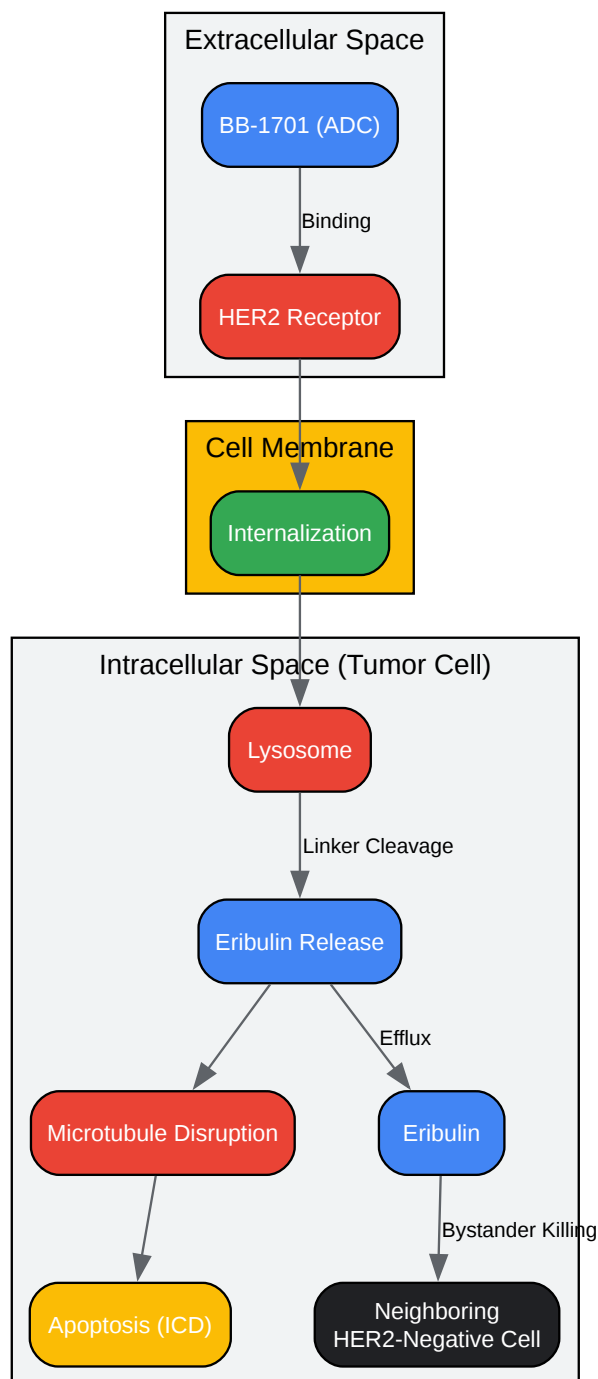 Extracellular Space
BB-1701 (ADC)
Binding
HER2 Receptor
Cell Membrane
Internalization
Intracellular Space (Tumor Cell)
Lysosome
Linker Cleavage
Eribulin Release
Efflux
Microtubule Disruption
Eribulin
Bystander Killing
Apoptosis (ICD)
Neighboring
HER2-Negative Cell